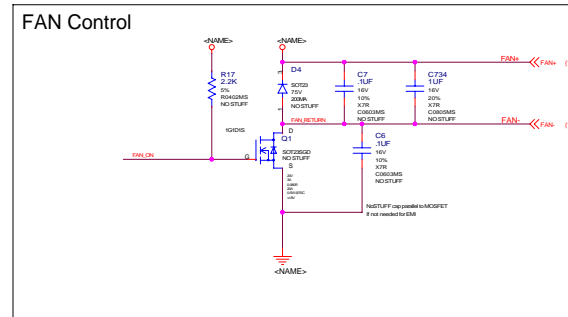 FAN Control
<NAME>
<NAME>
R17
2.2K
5%
R0402MS
NO STUFF
3
D4
SOT23
75V
200MA
NO STUFF
1
C7
.1UF
16V
10%
X7R
C0603MS
NO STUFF
C734
1UF
16V
20%
X7R
C0805MS
NO STUFF
FAN+
FAN+
FAN_RETURN
FAN-
FAN-
1G1D1S
D
Q1
SOT23SGD
NO STUFF
G
S
FAN_ON
C6
.1UF
16V
10%
X7R
C0603MS
NO STUFF
NoSTUFF cap parallel to MOSFET
If not needed for EMI
<NAME>